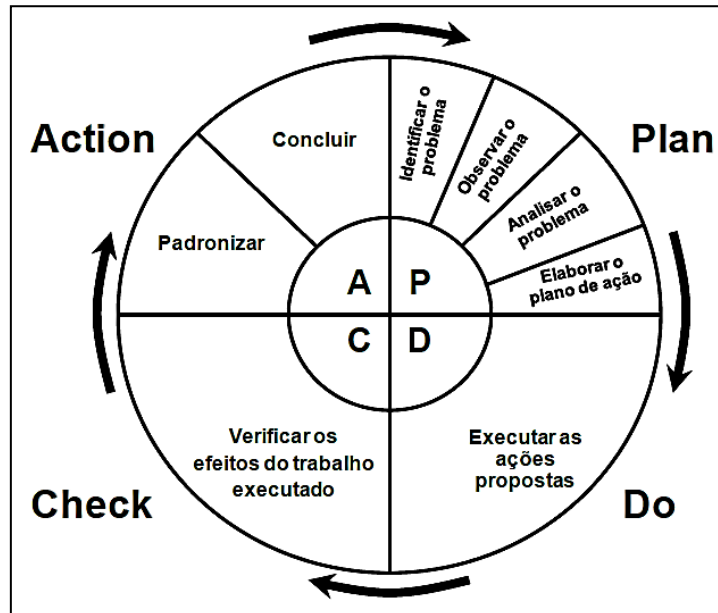 Action
Plan
Concluir
Identificar o
problema
Observar o
problema
Analisar o
problema
Elaborar o
plano de ação
Padronizar
A
P
C
D
Verificar os
efeitos do trabalho
executado
Executar as
ações
propostas
Check
Do